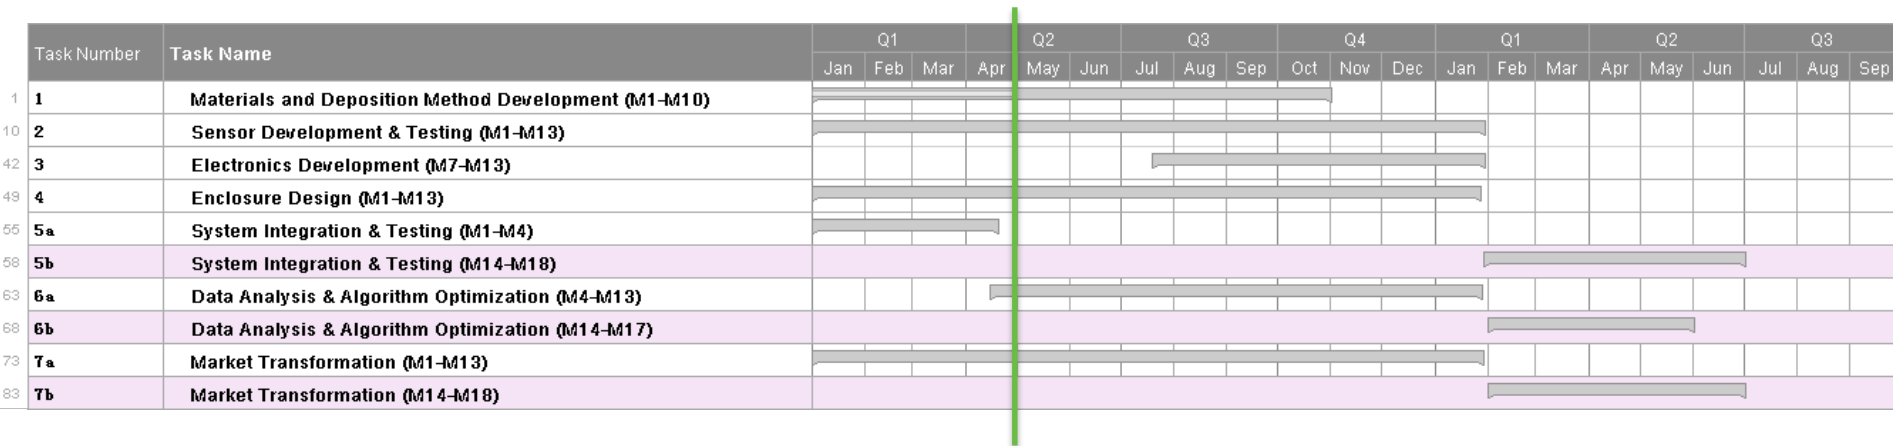 Task Number Task Name Q1 Q2 Q3 Q4 Q1 Q2 Q3
Jan Feb Mar Apr May Jun Jul Aug Sep Oct Nov Dec Jan Feb Mar Apr May Jun Jul Aug Sep
1 1 Materials and Deposition Method Development (M1-M10)
10 2 Sensor Development & Testing (M1-M13)
42 3 Electronics Development (M7-M13)
49 4 Enclosure Design (M1-M13)
55 5a System Integration & Testing (M1-M4)
58 5b System Integration & Testing (M14-M18)
63 6a Data Analysis & Algorithm Optimization (M4-M13)
68 6b Data Analysis & Algorithm Optimization (M14-M17)
73 7a Market Transformation (M1-M13)
83 7b Market Transformation (M14-M18)